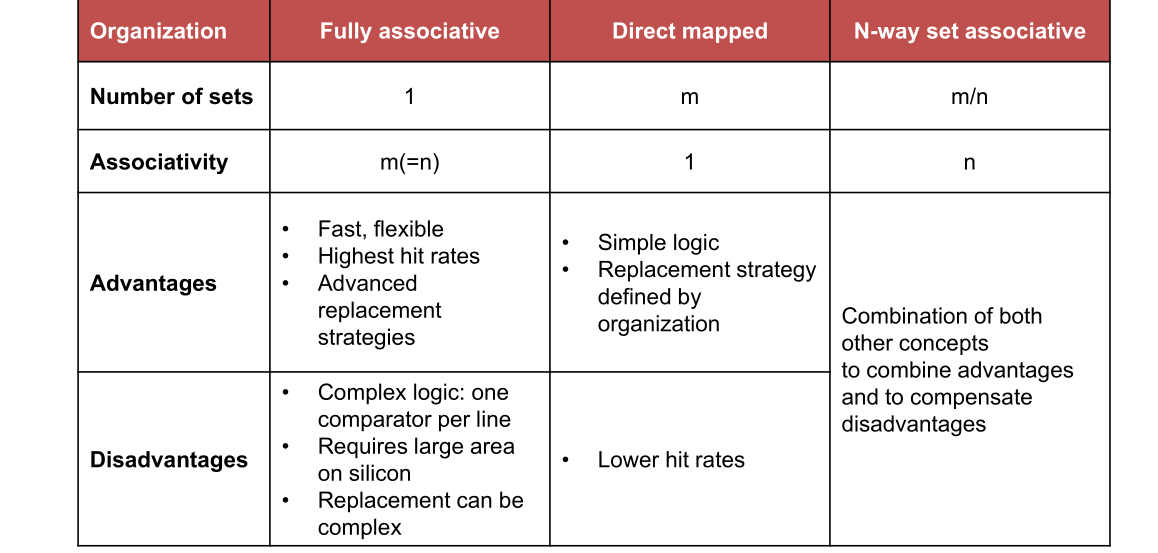 Organization Fully associative Direct mapped N-way set associative
Number of sets 1 m m/n
Associativity m(=n) 1 n
Advantages
• Fast, flexible
• Highest hit rates
• Advanced
replacement
strategies
• Simple logic
• Replacement strategy
defined by
organization
Combination of both
other concepts
to combine advantages
and to compensate
disadvantages
Disadvantages
• Complex logic: one
comparator per line
• Requires large area
on silicon
• Replacement can be
complex
• Lower hit rates